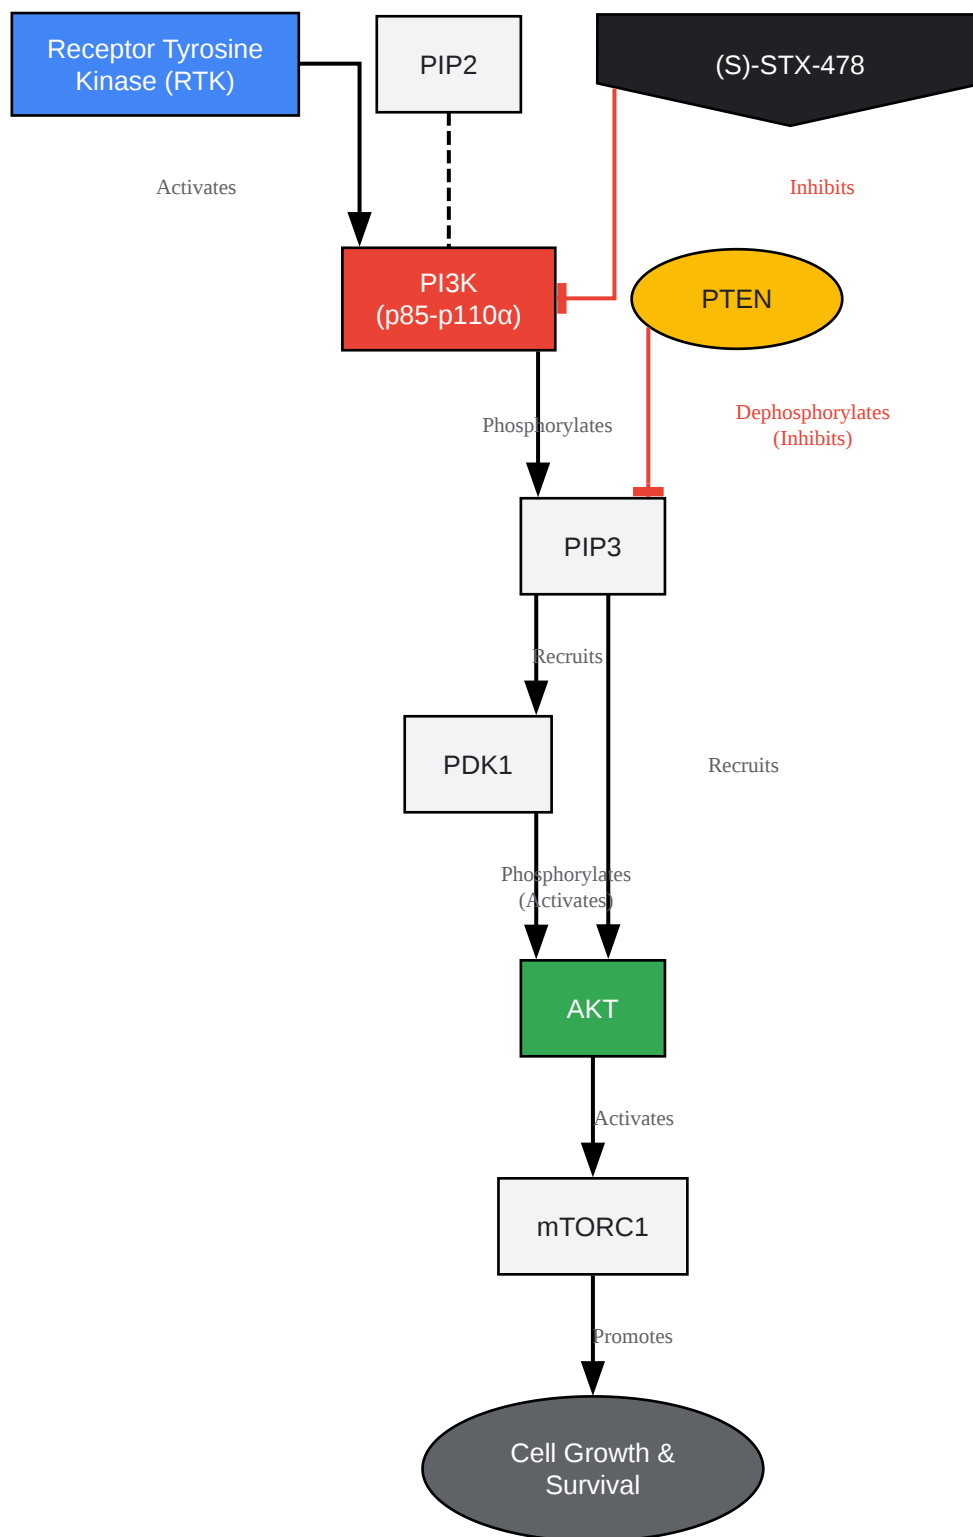 Receptor Tyrosine
Kinase (RTK)
PIP2
(S)-STX-478
Activates
Inhibits
PI3K
(p85-p110α)
PTEN
Phosphorylates
Dephosphorylates
(Inhibits)
PIP3
Recruits
PDK1
Recruits
Phosphorylates
(Activates)
AKT
Activates
mTORC1
Promotes
Cell Growth &
Survival